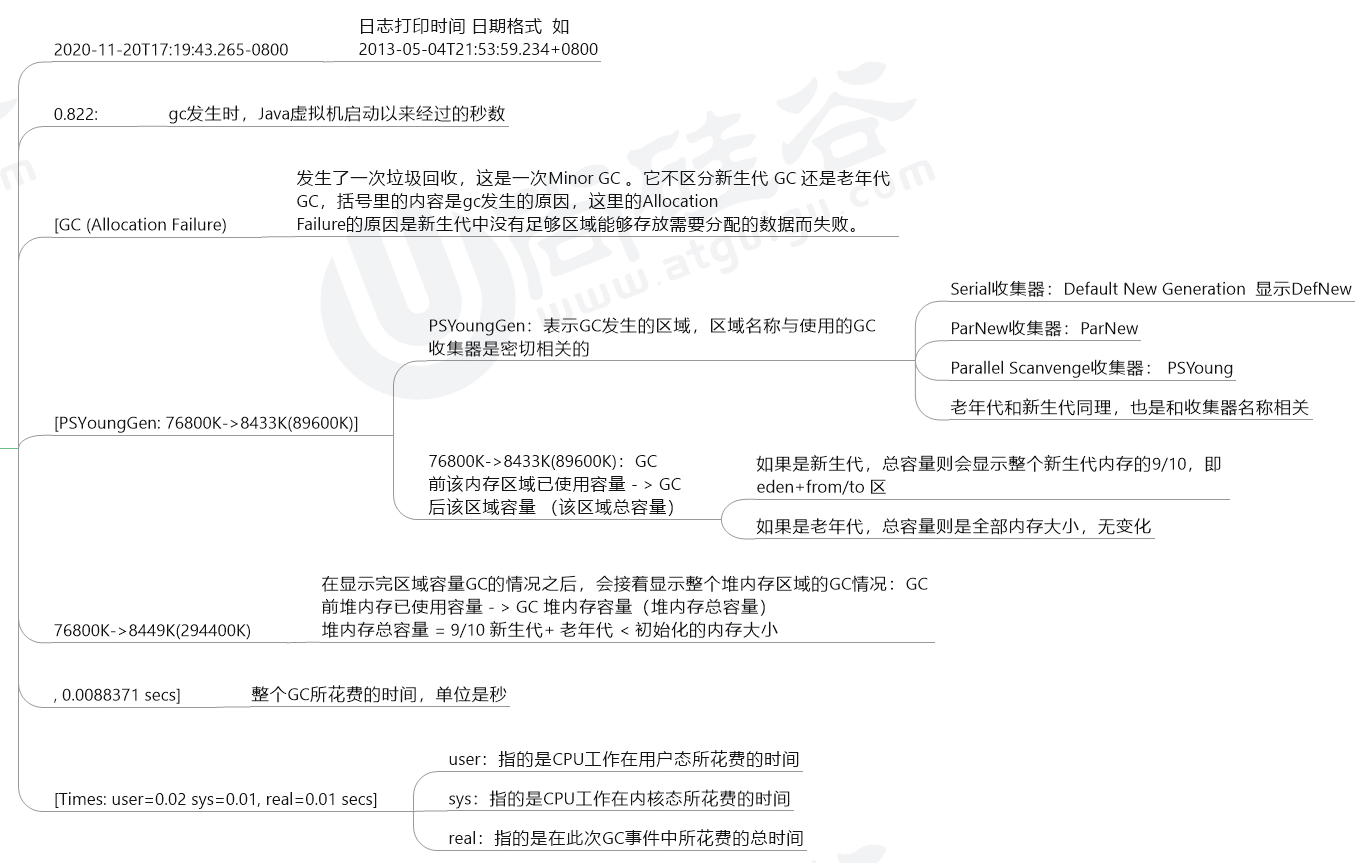 日志打印时间 日期格式 如
2020-11-20T17:19:43.265-0800
2013-05-04T21:53:59.234+0800
0.822:
gc发生时，Java虚拟机启动以来经过的秒数
[GC (Allocation Failure)
发生了一次垃圾回收，这是一次Minor GC 。它不区分新生代 GC 还是老年代
GC，括号里的内容是gc发生的原因，这里的Allocation
Failure的原因是新生代中没有足够区域能够存放需要分配的数据而失败。
[PSYoungGen: 76800K->8433K(89600K)]
PSYoungGen：表示GC发生的区域，区域名称与使用的GC
收集器是密切相关的
Serial收集器：Default New Generation 显示DefNew
ParNew收集器：ParNew
Parallel Scanvenge收集器： PSYoung
老年代和新生代同理，也是和收集器名称相关
76800K->8433K(89600K)：GC
前该内存区域已使用容量 - > GC
后该区域容量 （该区域总容量）
如果是新生代，总容量则会显示整个新生代内存的9/10，即
eden+from/to 区
如果是老年代，总容量则是全部内存大小，无变化
76800K->8449K(294400K)
在显示完区域容量GC的情况之后，会接着显示整个堆内存区域的GC情况：GC
前堆内存已使用容量 - > GC 堆内存容量（堆内存总容量）
堆内存总容量 = 9/10 新生代+ 老年代 < 初始化的内存大小
, 0.0088371 secs]
整个GC所花费的时间，单位是秒
[Times: user=0.02 sys=0.01, real=0.01 secs]
user：指的是CPU工作在用户态所花费的时间
sys：指的是CPU工作在内核态所花费的时间
real：指的是在此次GC事件中所花费的总时间
尚硅谷
www.atguigu.com
om